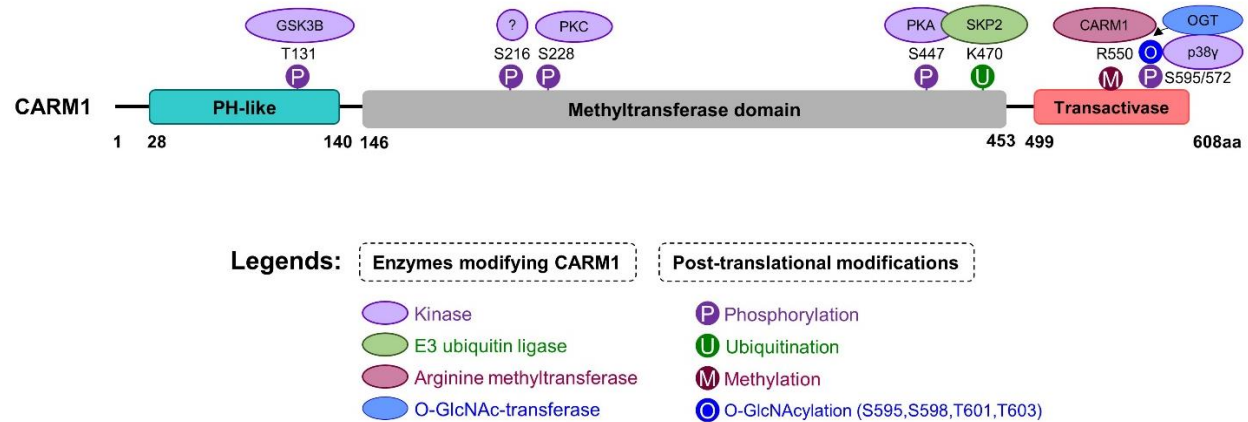 GSK3B ? PKC PKA SKP2 CARM1 OGT
p38γ
T131 S216 S228 S447 K470 R550 O
P P P P U M P S595/572
CARM1 PH-like Methyltransferase domain Transactivase
1 28 140 146 453 499 608aa
Legends: Enzymes modifying CARM1 Post-translational modifications
Kinase P Phosphorylation
E3 ubiquitin ligase U Ubiquitination
Arginine methyltransferase M Methylation
O-GlcNAc-transferase O O-GlcNAcylation (S595,S598,T601,T603)